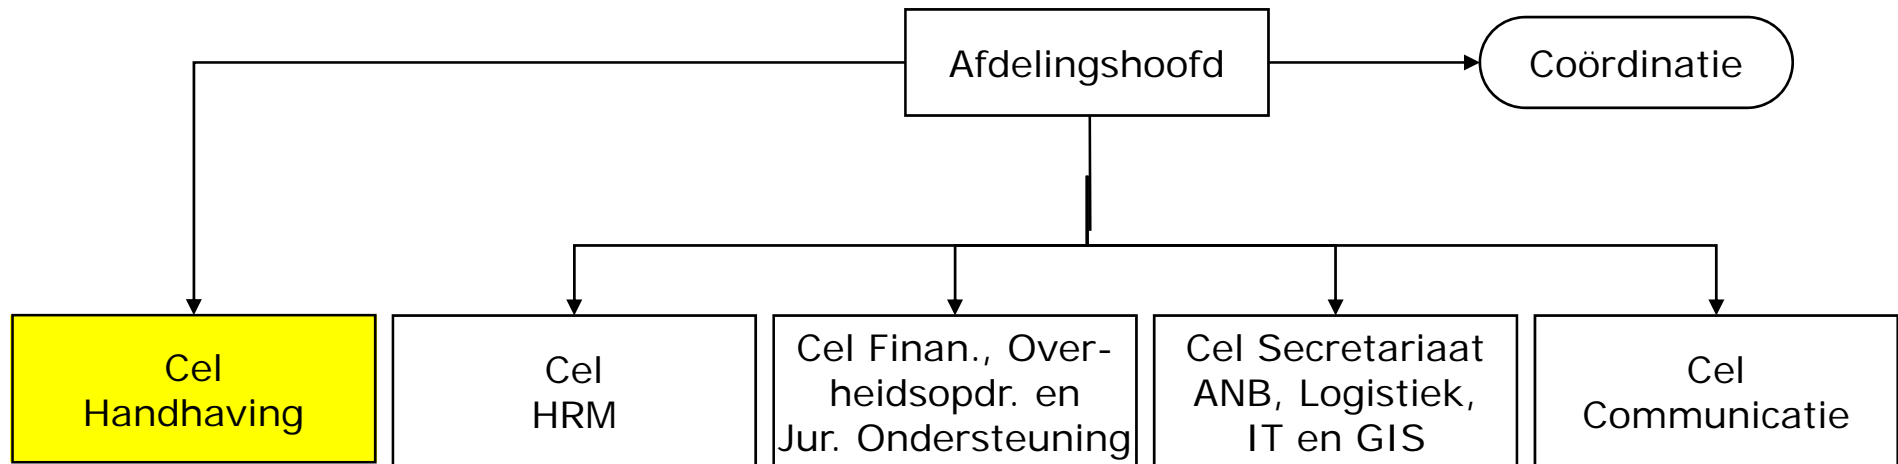 Afdelingshoofd
Coördinatie
Cel
Handhaving
Cel
HRM
Cel Finan., Over-
heidsopdr. en
Jur. Ondersteuning
Cel Secretariaat
ANB, Logistiek,
IT en GIS
Cel
Communicatie